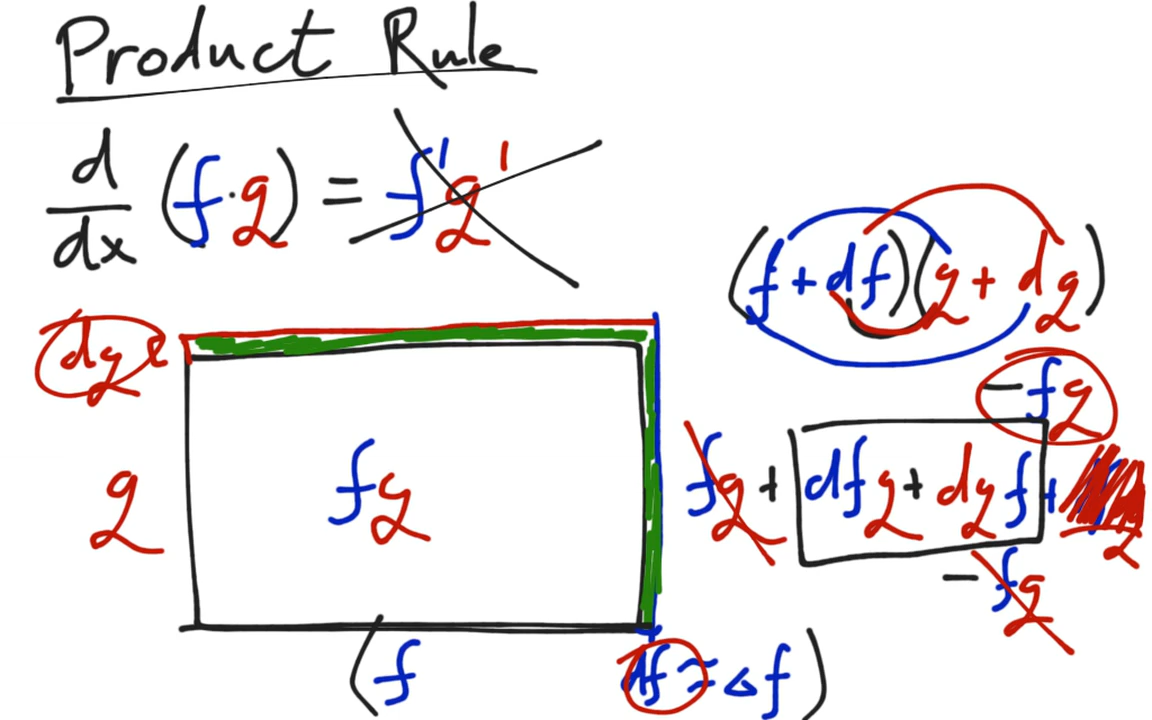 Product Rule
d/dx (f·g) = f'g'
(f + df)(g + dg)
- fg
dg
fg
g
fg + dfg + dgf +
- fg
(f df ≈ Δf)